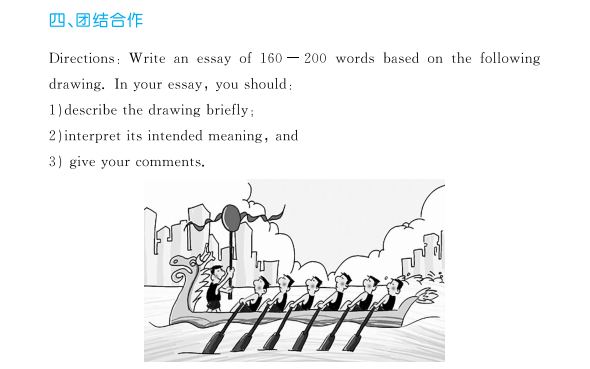 四、团结合作
Directions: Write an essay of 160 — 200 words based on the following
drawing. In your essay, you should:
1)describe the drawing briefly;
2)interpret its intended meaning, and
3) give your comments.